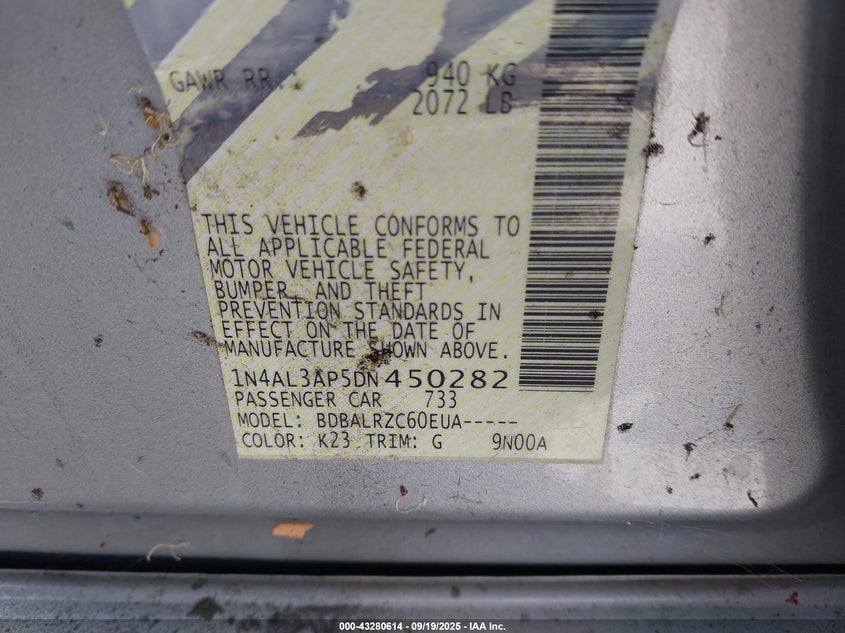 GAWR RR. 940 KG
2072 LB
THIS VEHICLE CONFORMS TO
ALL APPLICABLE FEDERAL
MOTOR VEHICLE SAFETY,
BUMPER, AND THEFT
PREVENTION STANDARDS IN
EFFECT ON THE DATE OF
MANUFACTURE SHOWN ABOVE.
1N4AL3AP5DN450282
PASSENGER CAR 733
MODEL: BDBALRZC60EUA-----
COLOR: K23 TRIM: G 9N00A
000-43280614 - 09/19/2025 - IAA Inc.